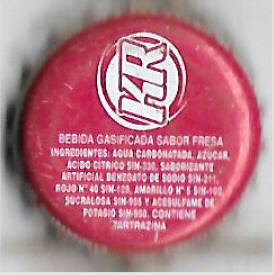 KR
BEBIDA GASIFICADA SABOR FRESA
INGREDIENTES: AGUA CARBONATADA, AZUCAR,
ACIDO CITRICO SIN-330, SABORIZANTE
ARTIFICIAL BENZOATO DE SODIO SIN-211,
ROJO Nº 40 SIN-129, AMARILLO Nº 5 SIN-102,
SUCRALOSA SIN-955 Y ACESULFAME DE
POTASIO SIN-950. CONTIENE
TARTRAZINA